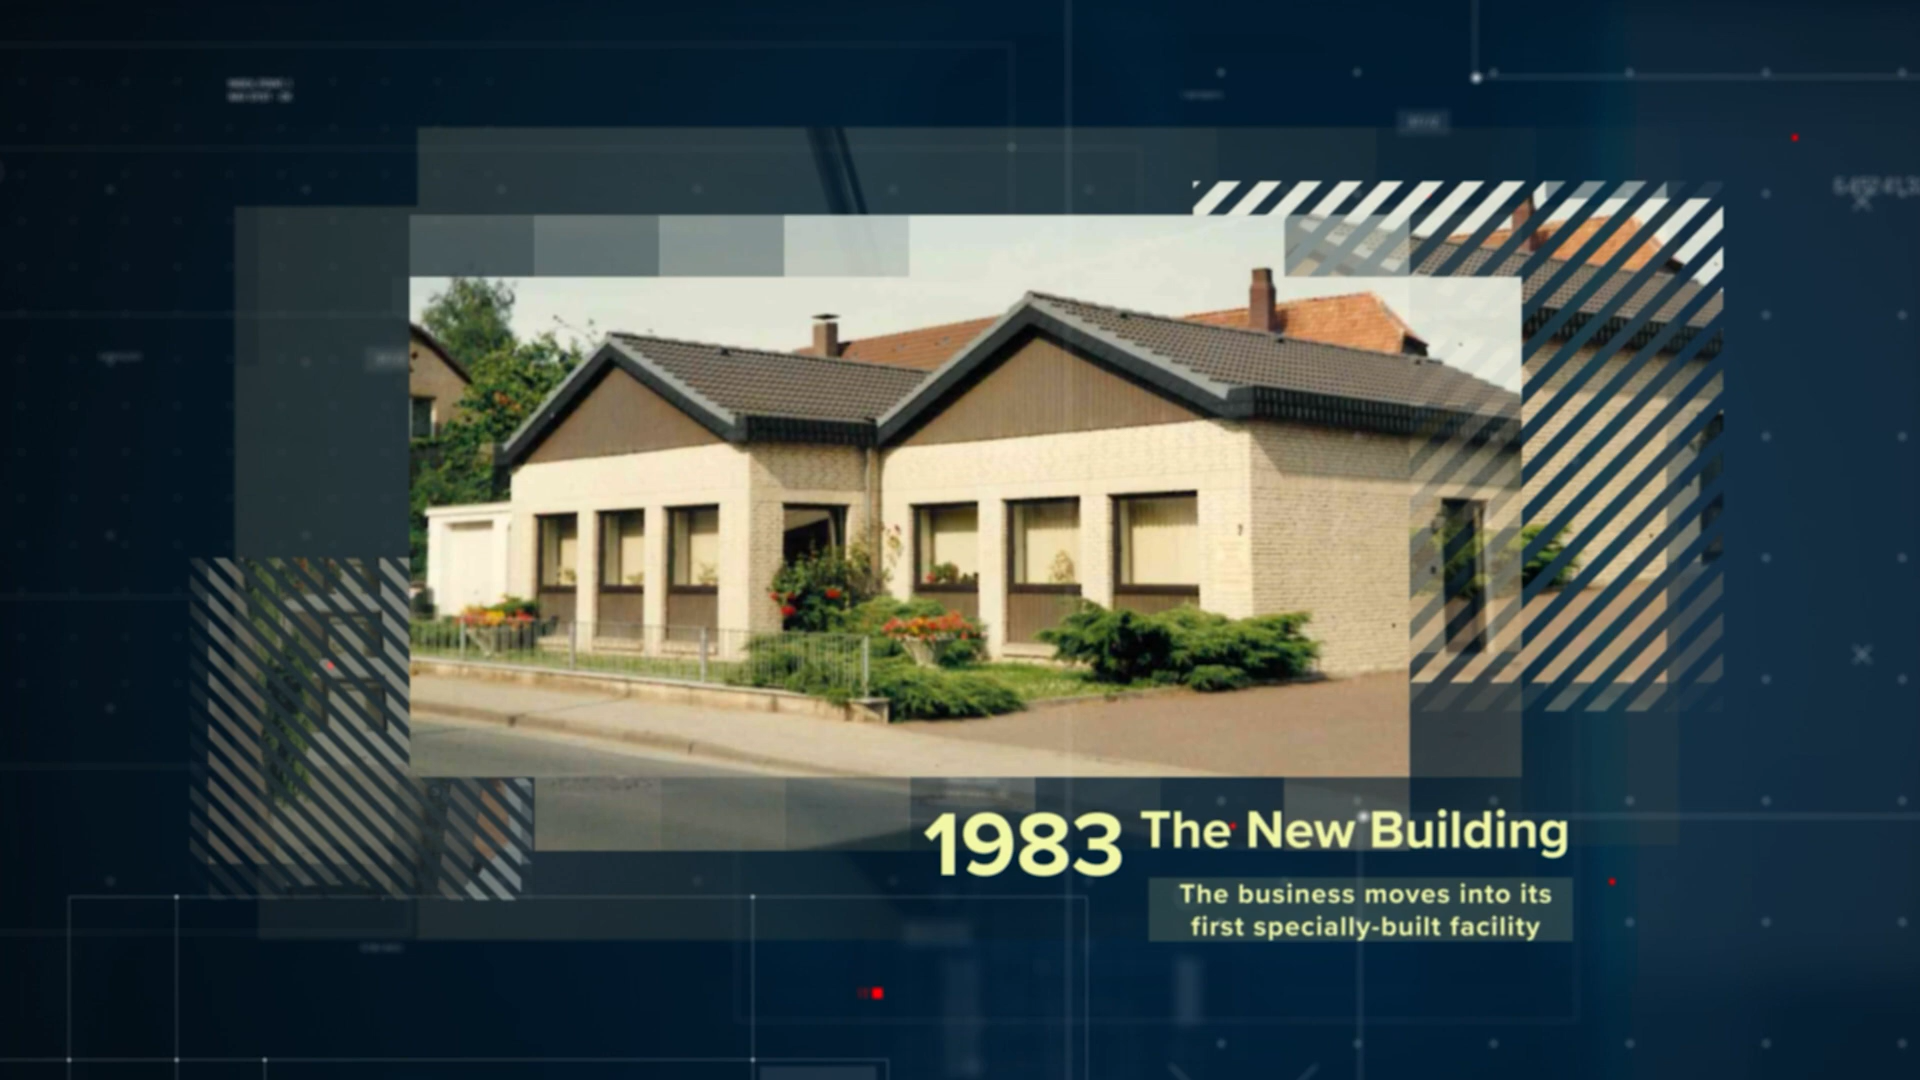 1983
The New Building
The business moves into its
first specially-built facility